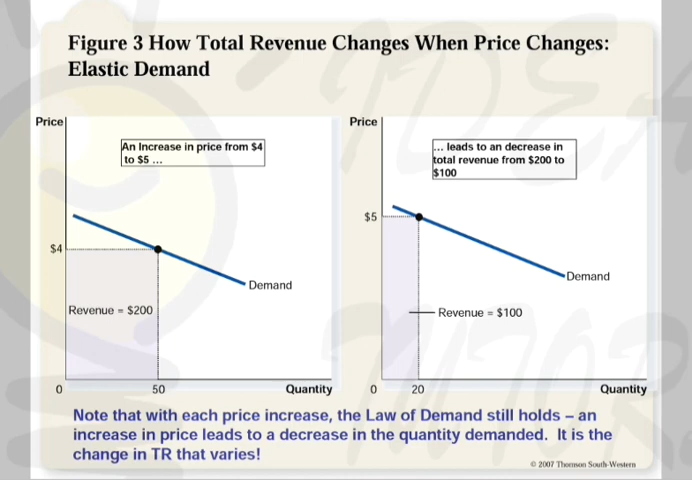 Figure 3 How Total Revenue Changes When Price Changes:
Elastic Demand
Price
An Increase in price from $4
to $5 ...
$4
Demand
Revenue = $200
0
50
Quantity
Price
... leads to an decrease in
total revenue from $200 to
$100
$5
Demand
Revenue = $100
0
20
Quantity
Note that with each price increase, the Law of Demand still holds – an
increase in price leads to a decrease in the quantity demanded. It is the
change in TR that varies!
© 2007 Thomson South-Western